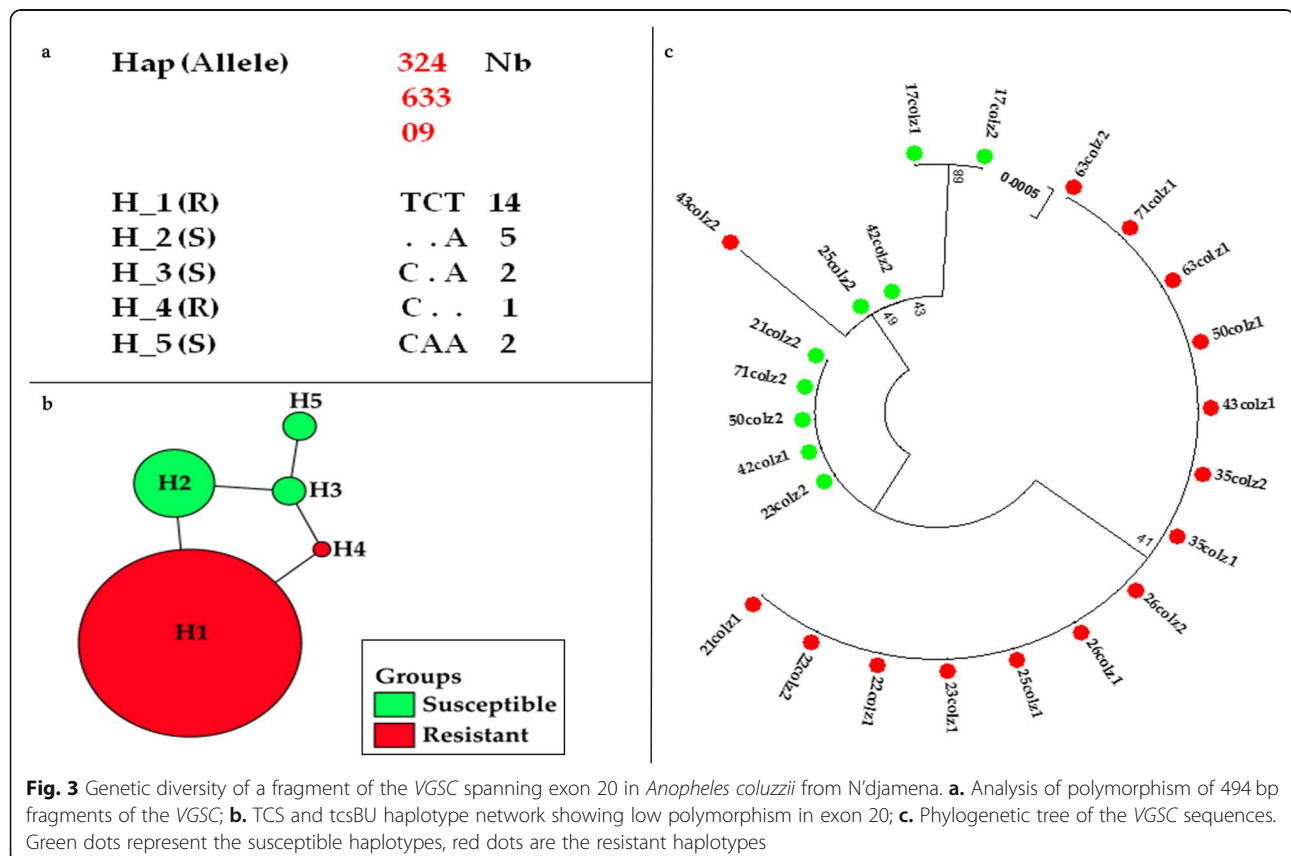 a
Hap (Allele) 324 Nb
633
09
H_1 (R) TCT 14
H_2 (S) . . A 5
H_3 (S) C . A 2
H_4 (R) C . . 1
H_5 (S) CAA 2
b
H5
H2
H3
H4
H1
Groups
Susceptible
Resistant
c
17colz1
17colz2
89
0.0005
63colz2
71colz1
63colz1
50colz1
43colz1
35colz2
35colz1
41
26colz2
26colz1
25colz1
23colz1
22colz1
22colz2
21colz1
43colz2
25colz2
42colz2
43
49
21colz2
71colz2
50colz2
42colz1
23colz2
Fig. 3 Genetic diversity of a fragment of the VGSC spanning exon 20 in Anopheles coluzzii from N'djamena. a. Analysis of polymorphism of 494 bp
fragments of the VGSC; b. TCS and tcsBU haplotype network showing low polymorphism in exon 20; c. Phylogenetic tree of the VGSC sequences.
Green dots represent the susceptible haplotypes, red dots are the resistant haplotypes